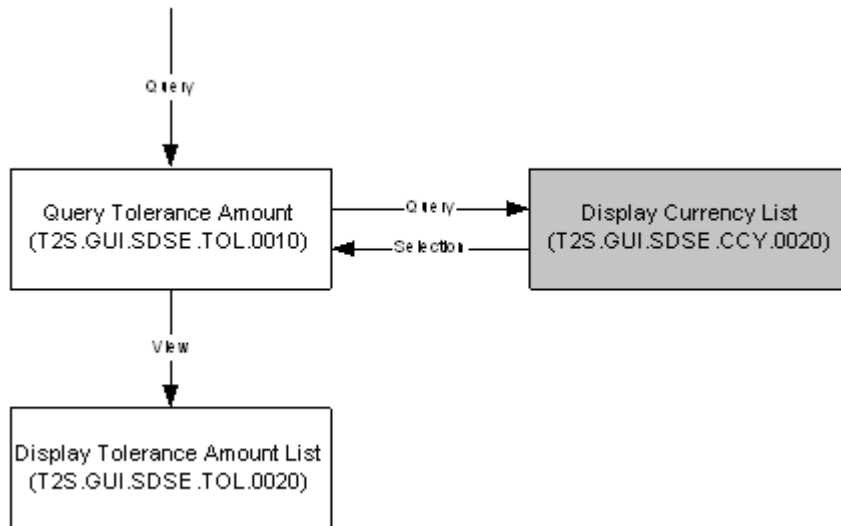 Query
Query Tolerance Amount
(T2S.GUI.SDSE.TOL.0010)
Query
Selection
Display Currency List
(T2S.GUI.SDSE.CCY.0020)
View
Display Tolerance Amount List
(T2S.GUI.SDSE.TOL.0020)